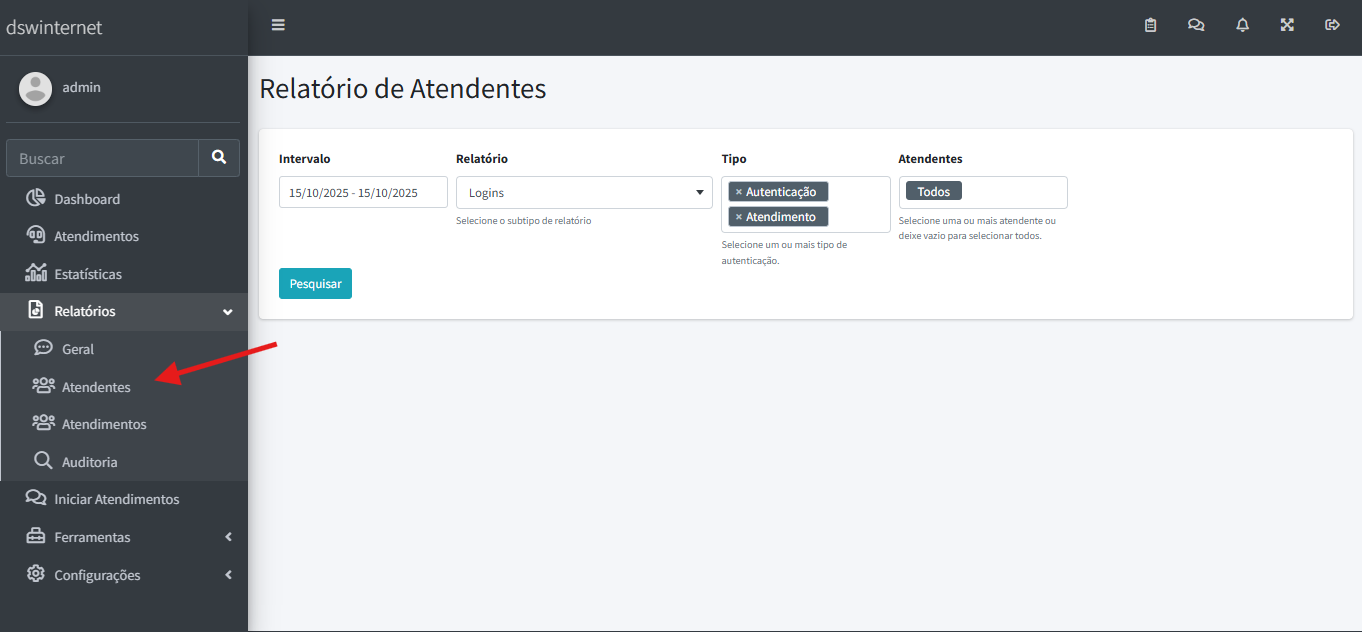 dswinternet
admin
Buscar
Dashboard
Atendimentos
Estatísticas
Relatórios
Geral
Atendentes
Atendimentos
Auditoria
Iniciar Atendimentos
Ferramentas
Configurações
Relatório de Atendentes
Intervalo
15/10/2025 - 15/10/2025
Relatório
Logins
Selecione o subtipo de relatório
Tipo
× Autenticação
× Atendimento
Selecione um ou mais tipo de
autenticação.
Atendentes
Todos
Selecione uma ou mais atendente ou
deixe vazio para selecionar todos.
Pesquisar